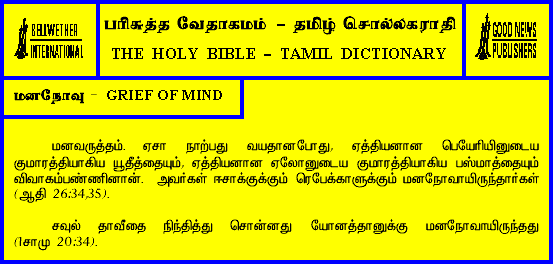 BELLWETHER
INTERNATIONAL
பரிசுத்த வேதாகமம் - தமிழ் சொல்லகராதி
THE HOLY BIBLE - TAMIL DICTIONARY
GOOD NEWS
PUBLISHERS
மனநோவு - GRIEF OF MIND
மனவருத்தம். ஏசா நாற்பது வயதானபோது, ஏத்தியனான பெயேரியினுடைய
குமாரத்தியாகிய யூதீத்தையும், ஏத்தியனான ஏலோனுடைய குமாரத்தியாகிய பஸ்மாத்தையும்
விவாகம்பண்ணினான். அவர்கள் ஈசாக்குக்கும் ரெபேக்காளுக்கும் மனநோவாயிருந்தார்கள்
(ஆதி 26:34,35).
சவுல் தாவீதை நிந்தித்து சொன்னது யோனத்தானுக்கு மனநோவாயிருந்தது
(1சாமு 20:34).